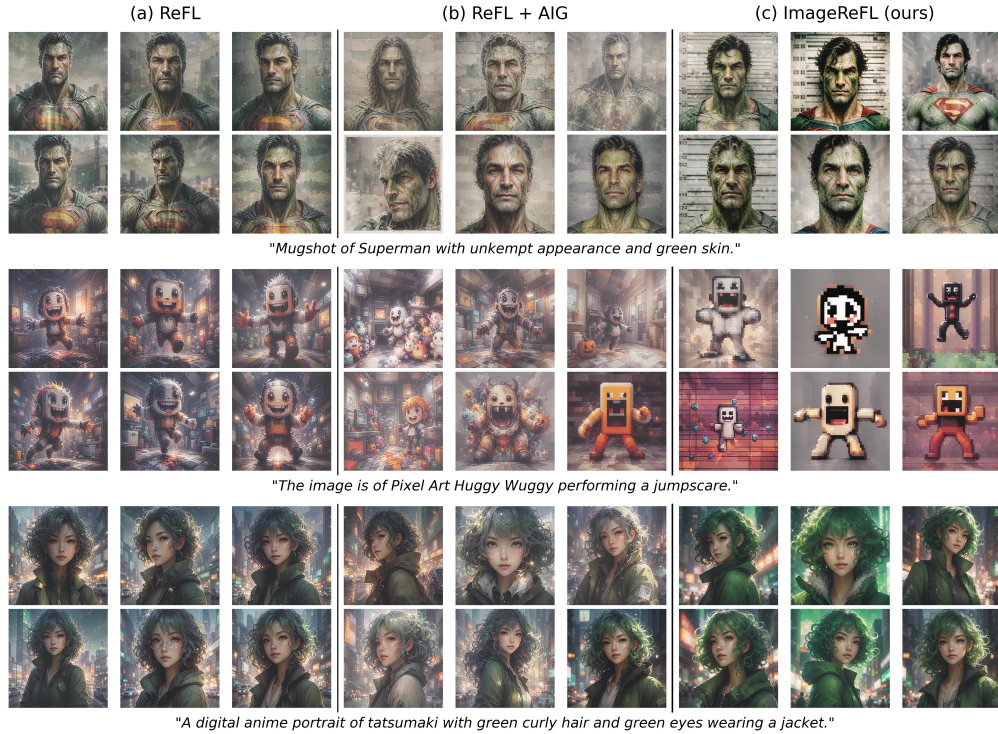 (a) ReFL
(b) ReFL + AIG
(c) ImageReFL (ours)
"Mugshot of Superman with unkempt appearance and green skin."
"The image is of Pixel Art Huggy Wuggy performing a jumpscare."
"A digital anime portrait of tatsumaki with green curly hair and green eyes wearing a jacket."